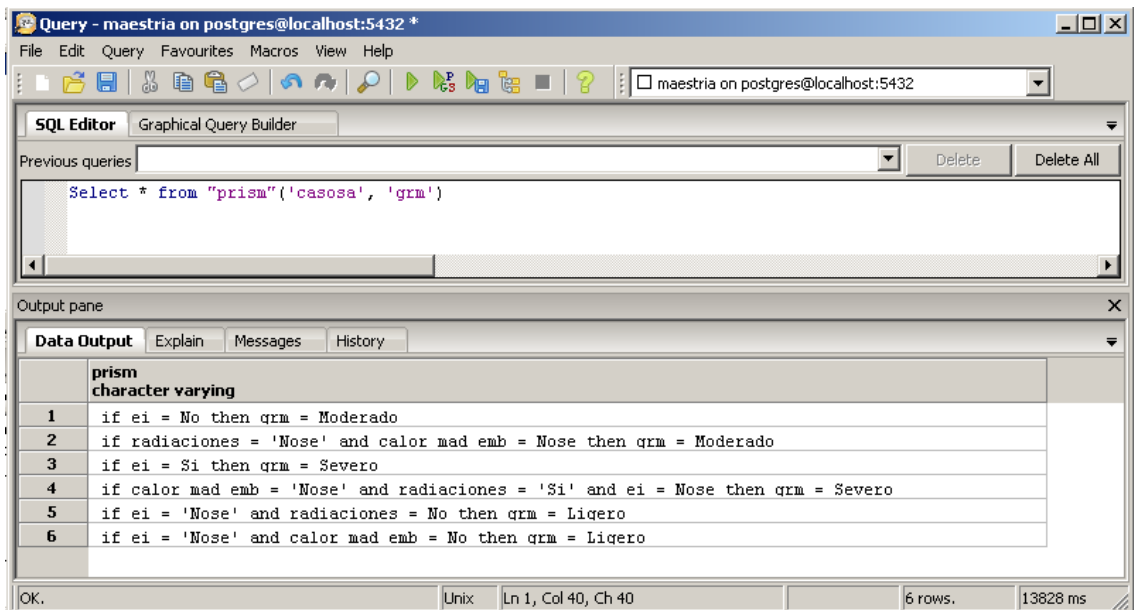 Query - maestria on postgres@localhost:5432 *
File Edit Query Favourites Macros View Help
maestria on postgres@localhost:5432
SQL Editor Graphical Query Builder
Previous queries Delete Delete All
Select * from "prism"('casosa', 'grm')
Output pane
Data Output Explain Messages History
prism
character varying
1 if ei = No then grm = Moderado
2 if radiaciones = 'Nose' and calor mad emb = Nose then grm = Moderado
3 if ei = Si then grm = Severo
4 if calor mad emb = 'Nose' and radiaciones = 'Si' and ei = Nose then grm = Severo
5 if ei = 'Nose' and radiaciones = No then grm = Ligero
6 if ei = 'Nose' and calor mad emb = No then grm = Ligero
OK. Unix Ln 1, Col 40, Ch 40 6 rows. 13828 ms